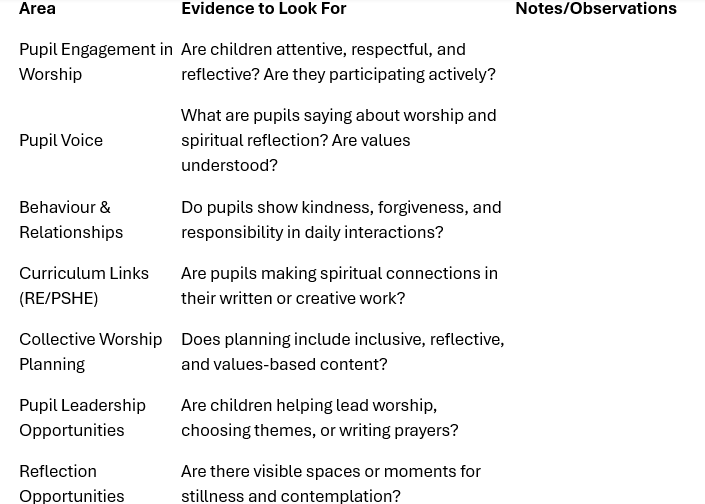 Area Evidence to Look For Notes/Observations
Pupil Engagement in Worship Are children attentive, respectful, and
reflective? Are they participating actively?
Pupil Voice What are pupils saying about worship and
spiritual reflection? Are values
understood?
Behaviour & Relationships Do pupils show kindness, forgiveness, and
responsibility in daily interactions?
Curriculum Links (RE/PSHE) Are pupils making spiritual connections in
their written or creative work?
Collective Worship Planning Does planning include inclusive, reflective,
and values-based content?
Pupil Leadership Opportunities Are children helping lead worship,
choosing themes, or writing prayers?
Reflection Opportunities Are there visible spaces or moments for
stillness and contemplation?